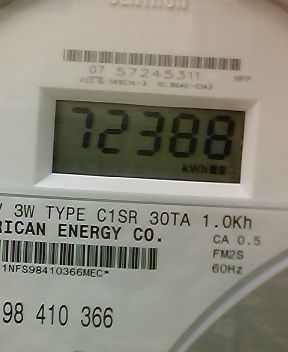 07 57245311
72388
kWh
V 3W TYPE C1SR 30TA 1.0Kh
RICAN ENERGY CO.
CA 0.5
FM2S
60Hz
1NFS98410366MEC*
98 410 366